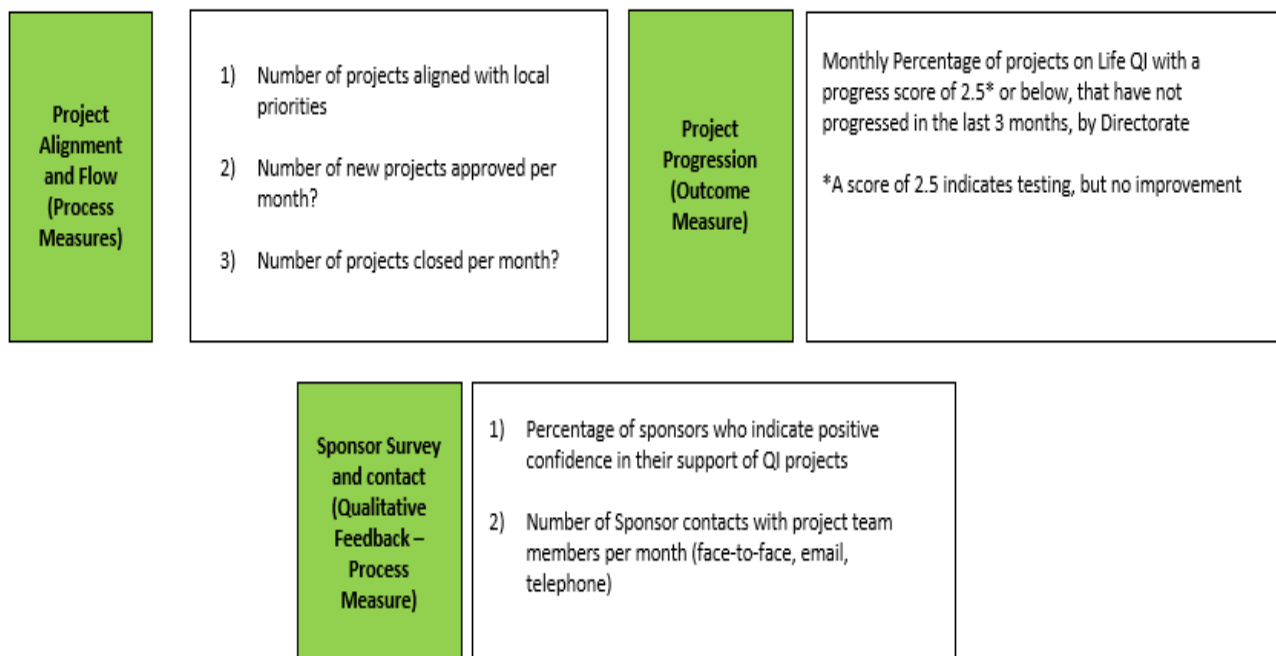 Project
Alignment
and Flow
(Process
Measures)
1) Number of projects aligned with local
priorities
2) Number of new projects approved per
month?
3) Number of projects closed per month?
Project
Progression
(Outcome
Measure)
Monthly Percentage of projects on Life QI with a
progress score of 2.5* or below, that have not
progressed in the last 3 months, by Directorate
*A score of 2.5 indicates testing, but no improvement
Sponsor Survey
and contact
(Qualitative
Feedback –
Process
Measure)
1) Percentage of sponsors who indicate positive
confidence in their support of QI projects
2) Number of Sponsor contacts with project team
members per month (face-to-face, email,
telephone)